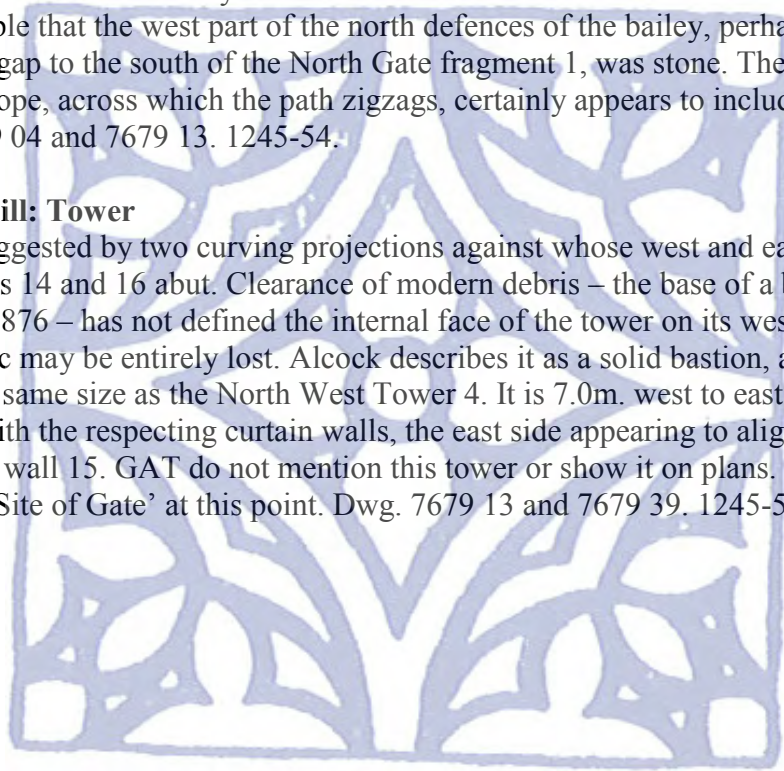 ble that the west part of the north defences of the bailey, perha
gap to the south of the North Gate fragment 1, was stone. The
ope, across which the path zigzags, certainly appears to includ
04 and 7679 13. 1245-54.
ill: Tower
ggested by two curving projections against whose west and ea
s 14 and 16 abut. Clearance of modern debris – the base of a
876 – has not defined the internal face of the tower on its wes
c may be entirely lost. Alcock describes it as a solid bastion, a
same size as the North West Tower 4. It is 7.0m. west to east
ith the respecting curtain walls, the east side appearing to alig
wall 15. GAT do not mention this tower or show it on plans.
Site of Gate’ at this point. Dwg. 7679 13 and 7679 39. 1245-5